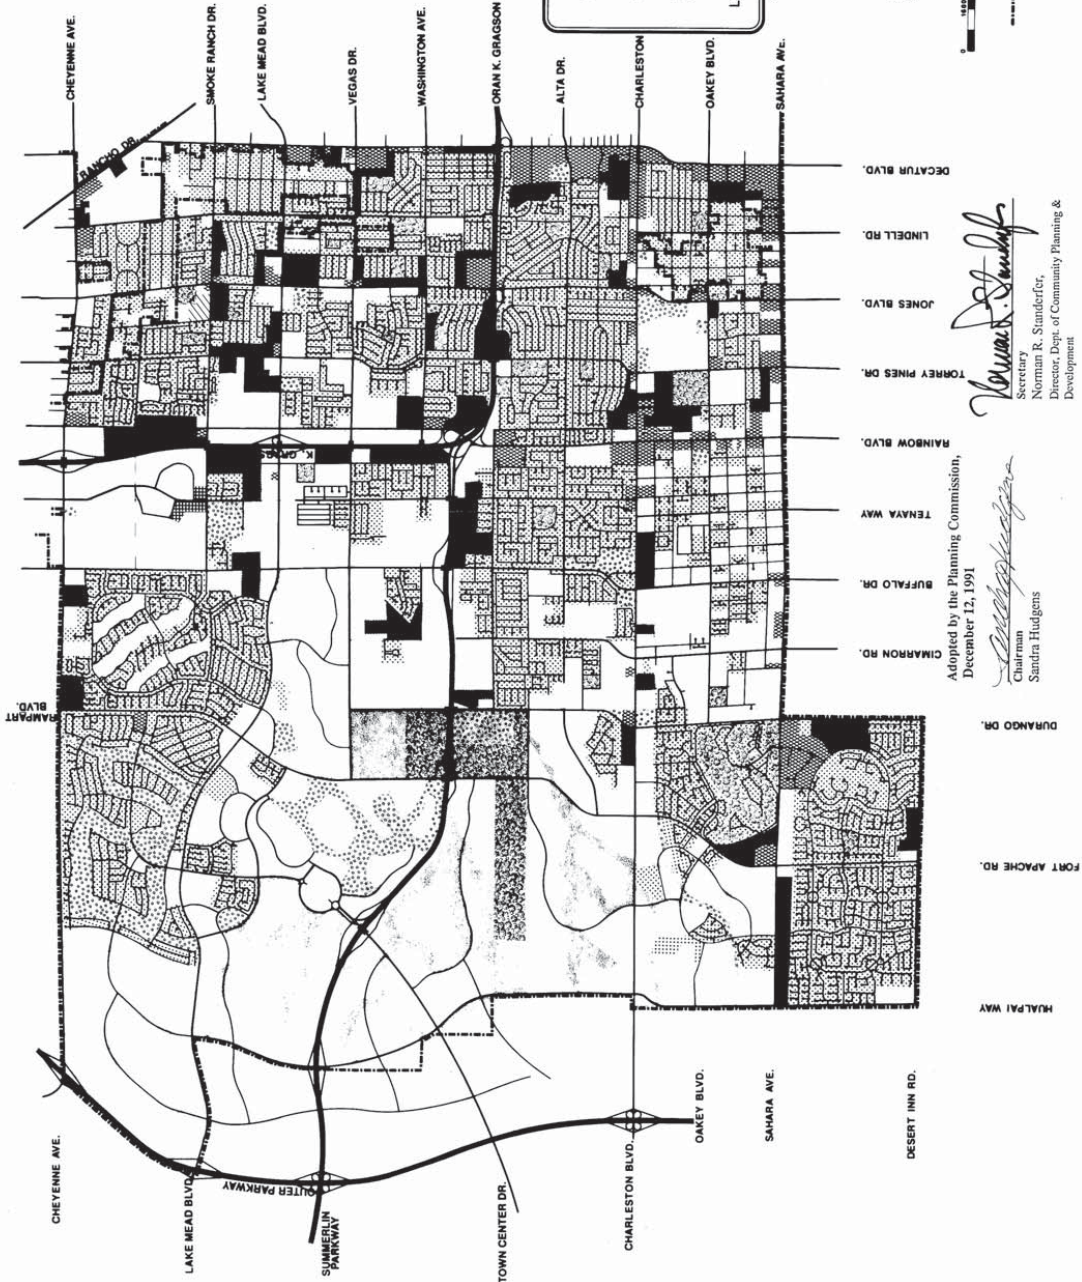 CHEYENNE AVE.
RANCHO DR.
SMOKE RANCH DR.
LAKE MEAD BLVD.
VEGAS DR.
WASHINGTON AVE.
ORAN K. GRAGSON
ALTA DR.
CHARLESTON
OAKEY BLVD.
SAHARA AVE.
L
0
1600
DECATUR BLVD.
LINDELL RD.
JONES BLVD.
TORREY PINES DR.
RAINBOW BLVD.
TENAYA WAY
BUFFALO DR.
CIMARRON RD.
DURANGO DR.
FORT APACHE RD.
HUALPAI WAY
RAMPART
BLVD.
CHEYENNE AVE.
LAKE MEAD BLVD.
OUTER PARKWAY
SUMMERLIN
PARKWAY
TOWN CENTER DR.
CHARLESTON BLVD.
OAKEY BLVD.
SAHARA AVE.
DESERT INN RD.
Adopted by the Planning Commission,
December 12, 1991
Chairman
Sandra Hudgens
Secretary
Norman R. Standerfer,
Director, Dept. of Community Planning &
Development